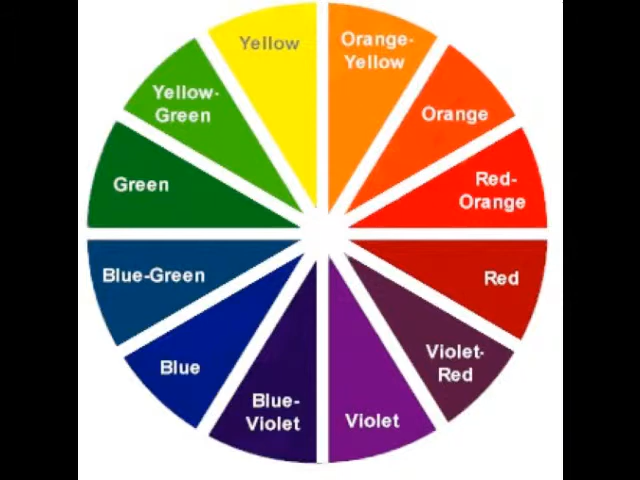 Yellow
Orange-
Yellow
Yellow-
Green
Orange
Green
Red-
Orange
Blue-Green
Red
Blue
Violet-
Red
Blue-
Violet
Violet